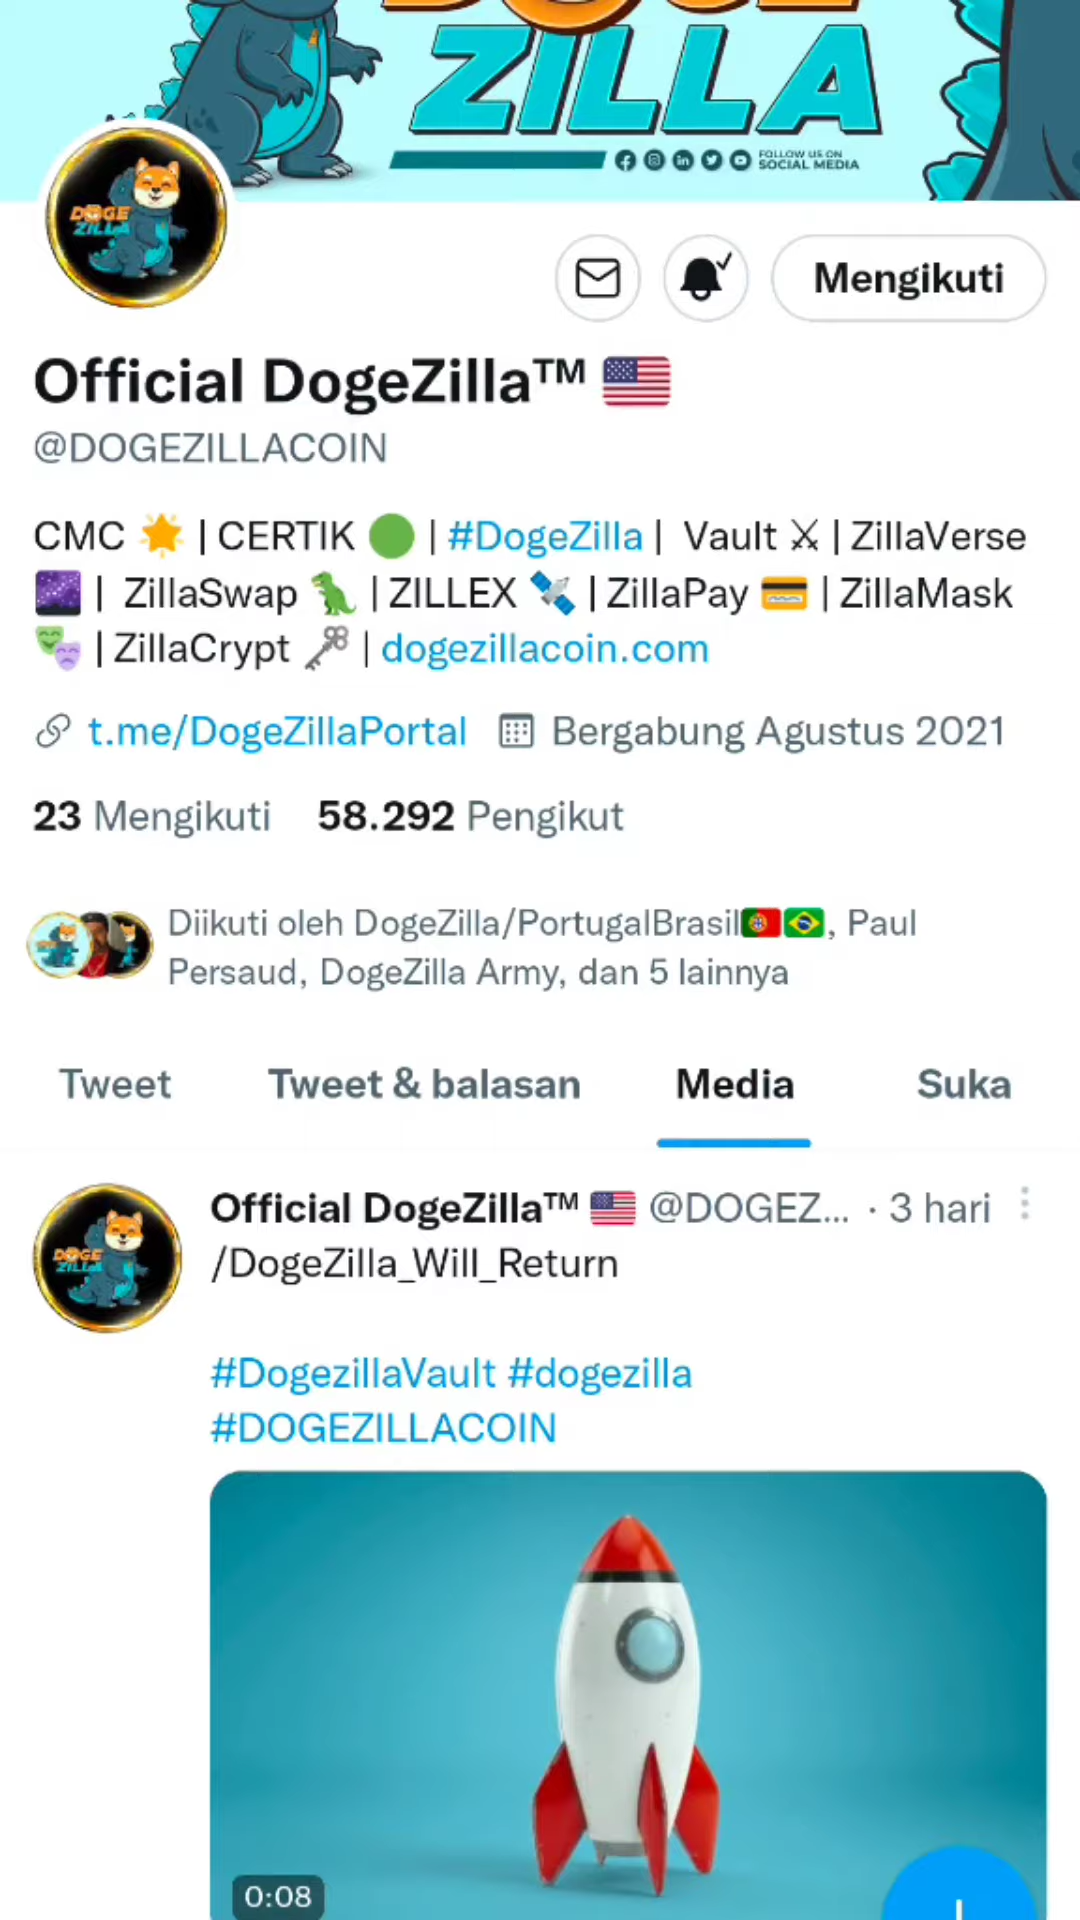 DOGE
ZILLA
FOLLOW US ON
SOCIAL MEDIA
DOGE
ZILLA
Mengikuti
Official DogeZilla™ 🇺🇸
@DOGEZILLACOIN
CMC 🌟 | CERTIK 🟢 | #DogeZilla | Vault ⚔ | ZillaVerse
🌌 | ZillaSwap 🦖 | ZILLEX 🛰 | ZillaPay 💳 | ZillaMask
🎭 | ZillaCrypt 🗝 | dogezillacoin.com
t.me/DogeZillaPortal Bergabung Agustus 2021
23 Mengikuti 58.292 Pengikut
Diikuti oleh DogeZilla/PortugalBrasil🇵🇹🇧🇷, Paul
Persaud, DogeZilla Army, dan 5 lainnya
Tweet Tweet & balasan Media Suka
Official DogeZilla™ 🇺🇸 @DOGEZ... · 3 hari
/DogeZilla_Will_Return
DOGE
ZILLA
#DogezillaVault #dogezilla
#DOGEZILLACOIN
0:08